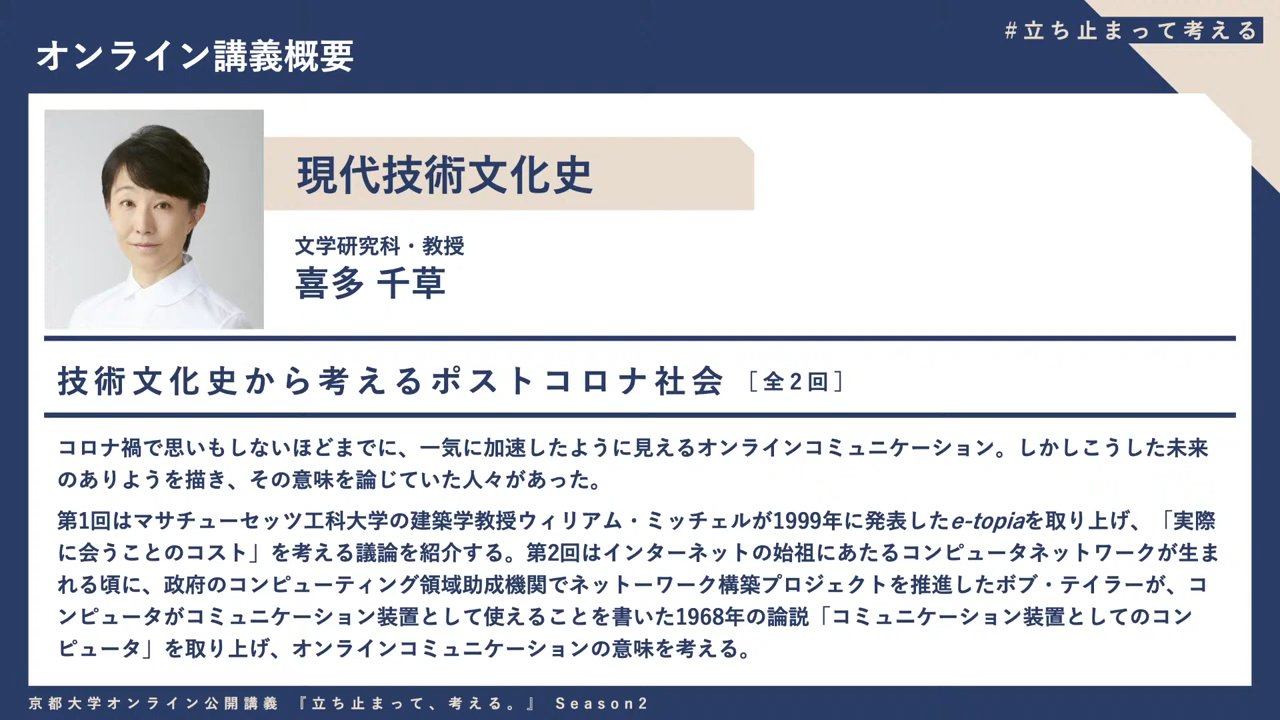 オンライン講義概要
#立ち止まって考える
現代技術文化史
文学研究科・教授
喜多 千草
技術文化史から考えるポストコロナ社会 ［全2回］
コロナ禍で思いもしないほどまでに、一気に加速したように見えるオンラインコミュニケーション。しかしこうした未来
のありようを描き、その意味を論じていた人々があった。
第1回はマサチューセッツ工科大学の建築学教授ウィリアム・ミッチェルが1999年に発表したe-topiaを取り上げ、「実際
に会うことのコスト」を考える議論を紹介する。第2回はインターネットの始祖にあたるコンピュータネットワークが生ま
れる頃に、政府のコンピューティング領域助成機関でネットーワーク構築プロジェクトを推進したボブ・テイラーが、コ
ンピュータがコミュニケーション装置として使えることを書いた1968年の論説「コミュニケーション装置としてのコン
ピュータ」を取り上げ、オンラインコミュニケーションの意味を考える。
京都大学オンライン公開講義 『立ち止まって、考える。』 Season2